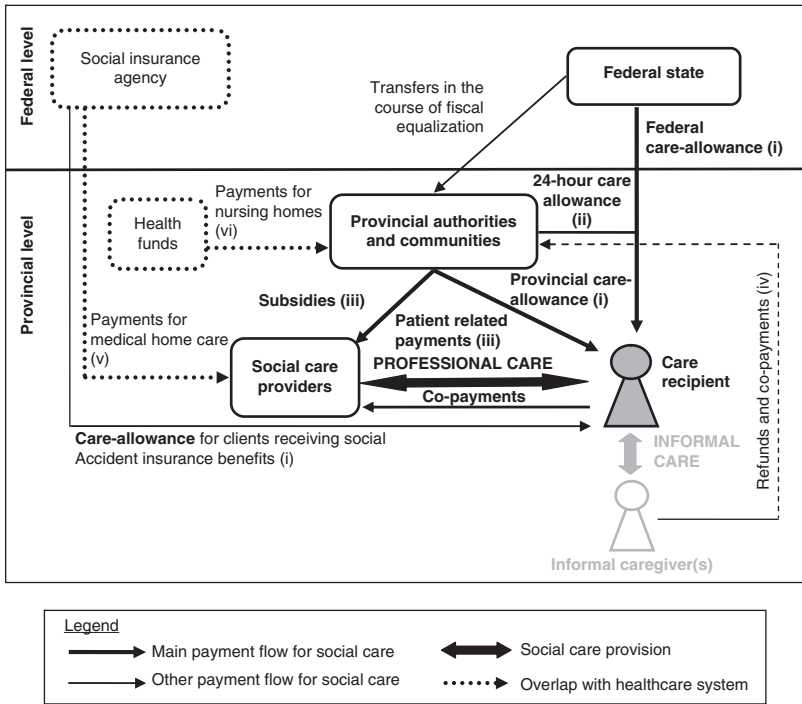 Federal level
Social insurance
agency
Federal state
Transfers in the
course of fiscal
equalization
Federal
care-allowance (i)
Provincial level
Payments for
nursing homes
(vi)
24-hour care
allowance
(ii)
Health
funds
Provincial authorities
and communities
Provincial care-
allowance (i)
Subsidies (iii)
Patient related
payments (iii)
Payments for
medical home care
(v)
Social care
providers
PROFESSIONAL CARE
Care
recipient
Co-payments
Refunds and co-payments (iv)
Care-allowance for clients receiving social
Accident insurance benefits (i)
INFORMAL
CARE
Informal caregiver(s)
Legend
Main payment flow for social care
Social care provision
Other payment flow for social care
Overlap with healthcare system